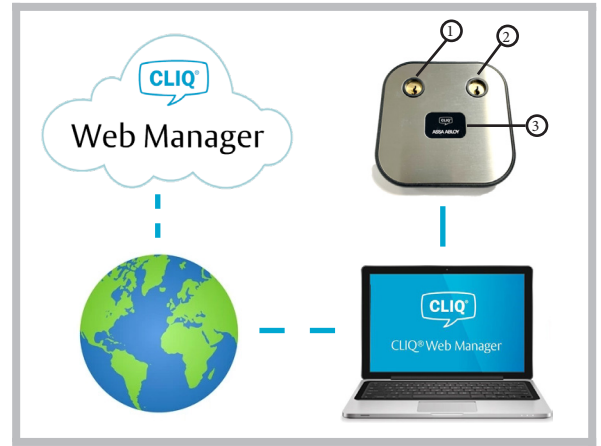 CLIQ®
Web Manager
1
2
3
CLIQ
ASSA ABLOY
CLIQ®
CLIQ® Web Manager